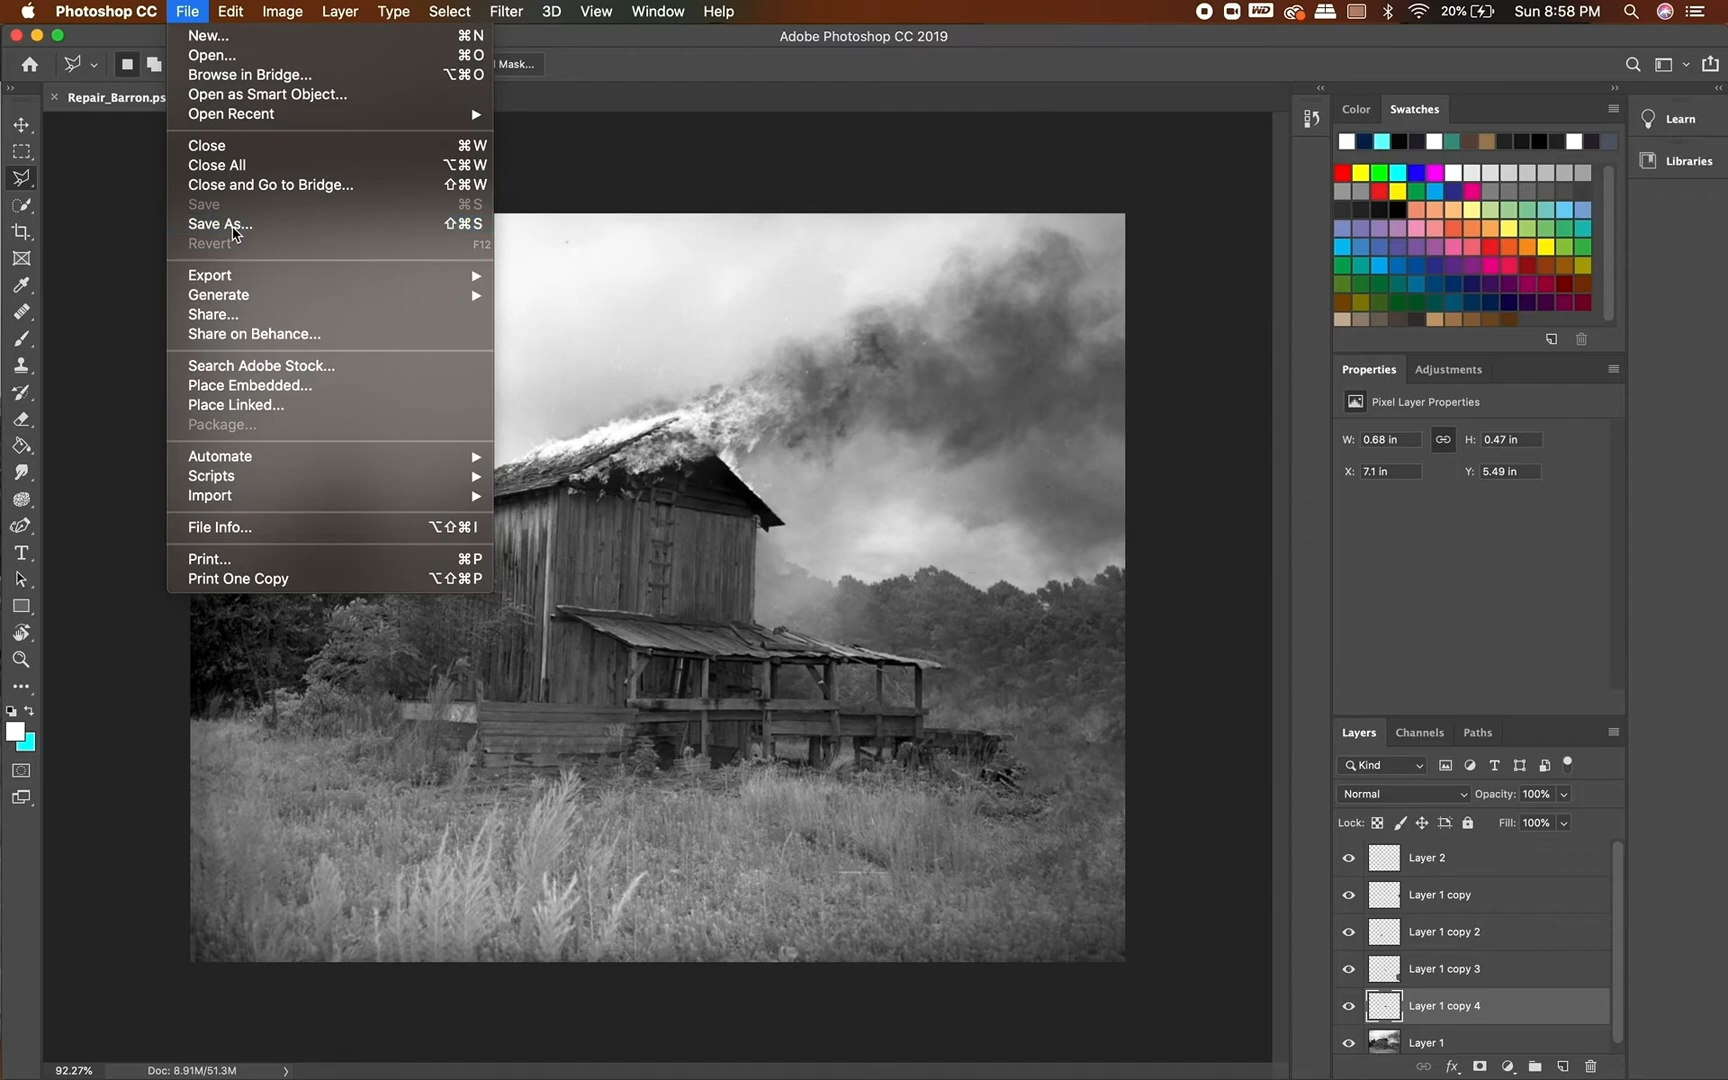 Photoshop CC File Edit Image Layer Type Select Filter 3D View Window Help
20% Sun 8:58 PM
Adobe Photoshop CC 2019
Mask...
Repair_Barron.ps
New... ⌘N
Open... ⌘O
Browse in Bridge... ⌥⌘O
Open as Smart Object...
Open Recent
Close ⌘W
Close All ⌥⌘W
Close and Go to Bridge... ⇧⌘W
Save ⌘S
Save As... ⇧⌘S
Revert F12
Export
Generate
Share...
Share on Behance...
Search Adobe Stock...
Place Embedded...
Place Linked...
Package...
Automate
Scripts
Import
File Info... ⌥⇧⌘I
Print... ⌘P
Print One Copy ⌥⇧⌘P
Color Swatches
Learn
Libraries
Properties Adjustments
Pixel Layer Properties
W: 0.68 in H: 0.47 in
X: 7.1 in Y: 5.49 in
Layers Channels Paths
Kind
Normal Opacity: 100%
Lock: Fill: 100%
Layer 2
Layer 1 copy
Layer 1 copy 2
Layer 1 copy 3
Layer 1 copy 4
Layer 1
fx
92.27% Doc: 8.91M/51.3M